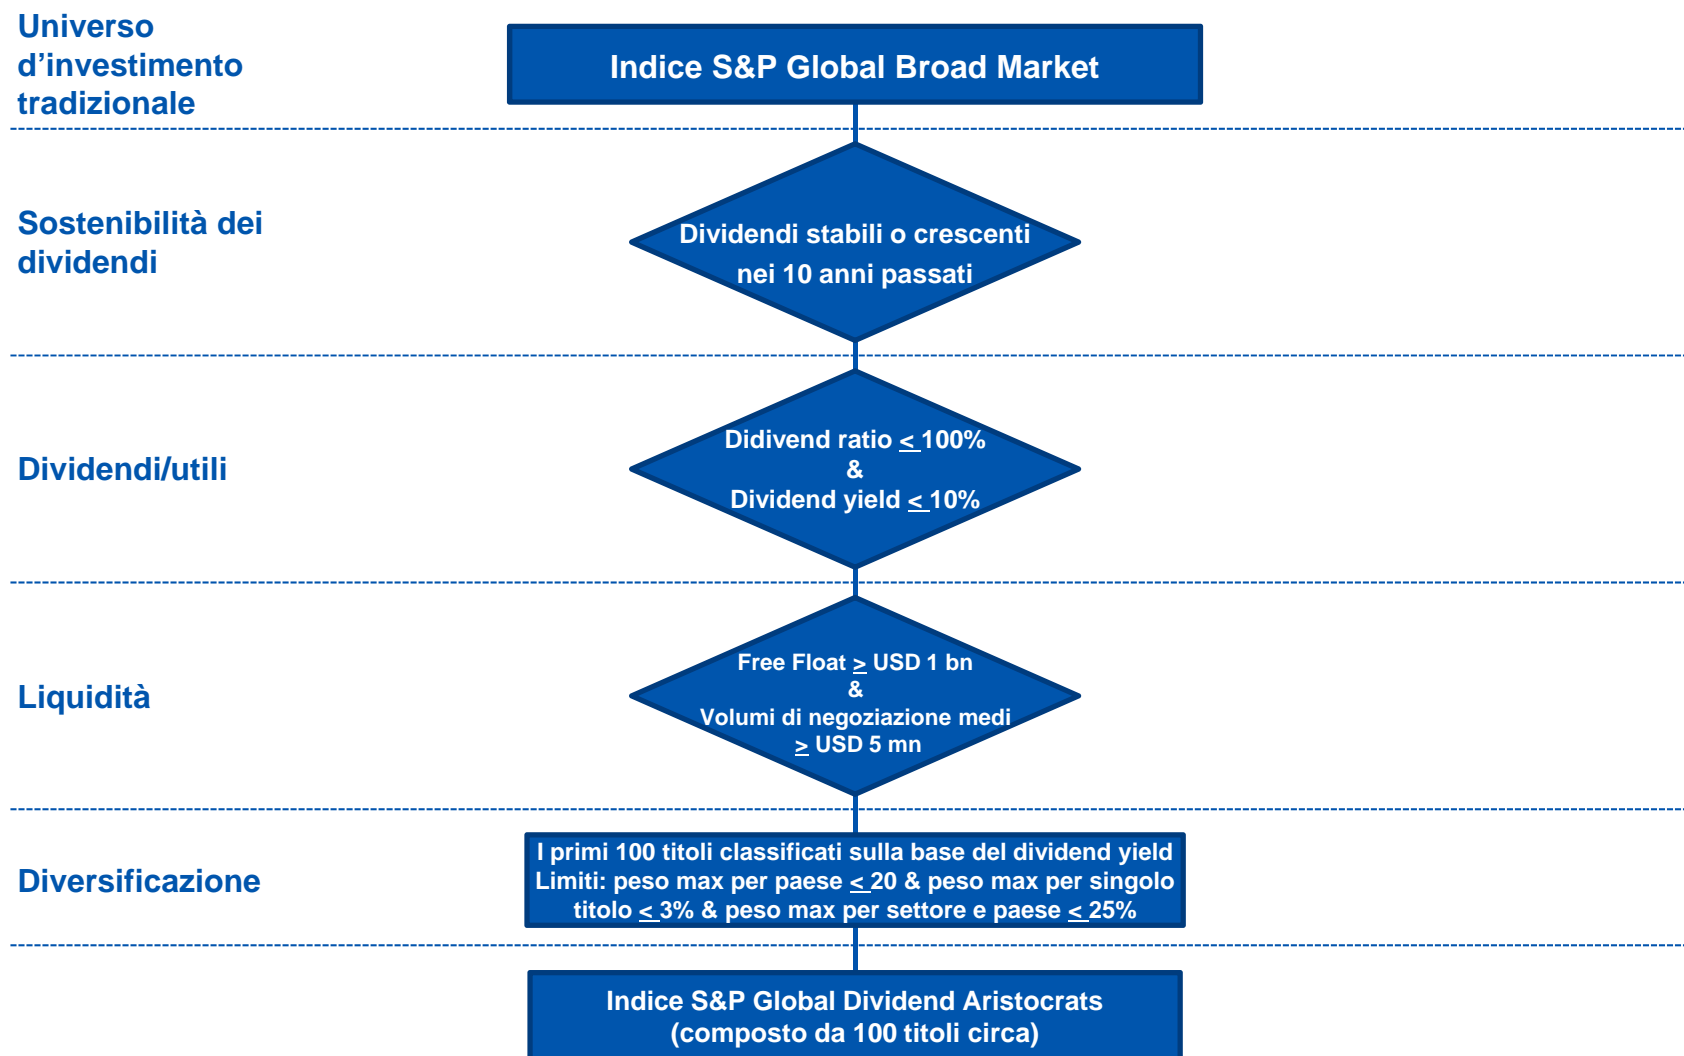 Universo
d’investimento
tradizionale
Indice S&P Global Broad Market
Sostenibilità dei
dividendi
Dividendi stabili o crescenti
nei 10 anni passati
Dividendi/utili
Didivend ratio < 100%
&
Dividend yield < 10%
Liquidità
Free Float > USD 1 bn
&
Volumi di negoziazione medi
> USD 5 mn
Diversificazione
I primi 100 titoli classificati sulla base del dividend yield
Limiti: peso max per paese < 20 & peso max per singolo
titolo < 3% & peso max per settore e paese < 25%
Indice S&P Global Dividend Aristocrats
(composto da 100 titoli circa)